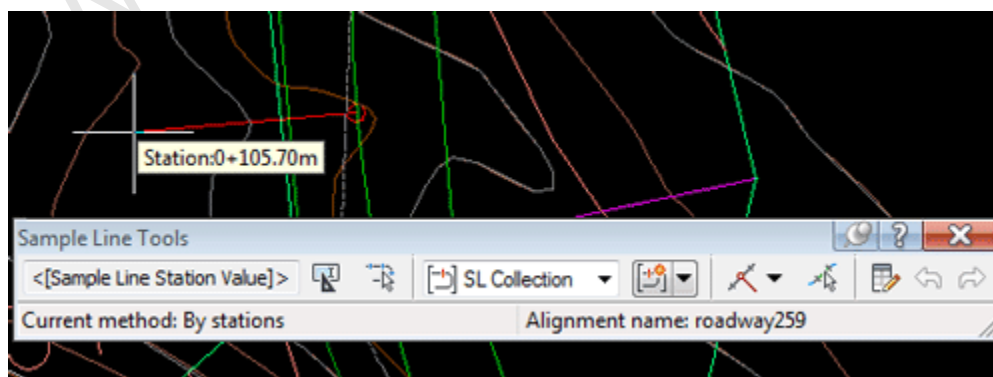 Station:0+105.70m
Sample Line Tools
<[Sample Line Station Value]> SL Collection
Current method: By stations Alignment name: roadway259